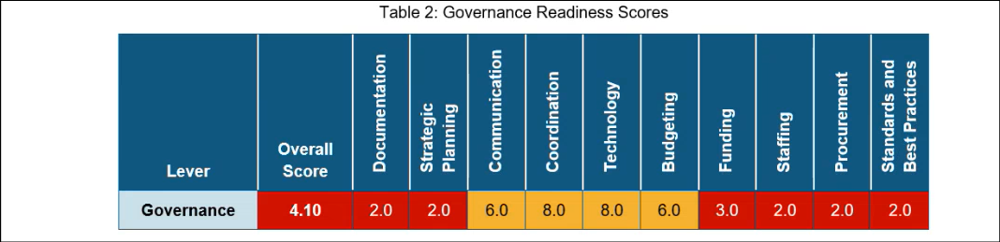 Table 2: Governance Readiness Scores
Lever
Overall
Score
Documentation
Strategic
Planning
Communication
Coordination
Technology
Budgeting
Funding
Staffing
Procurement
Standards and
Best Practices
Governance 4.10 2.0 2.0 6.0 8.0 8.0 6.0 3.0 2.0 2.0 2.0